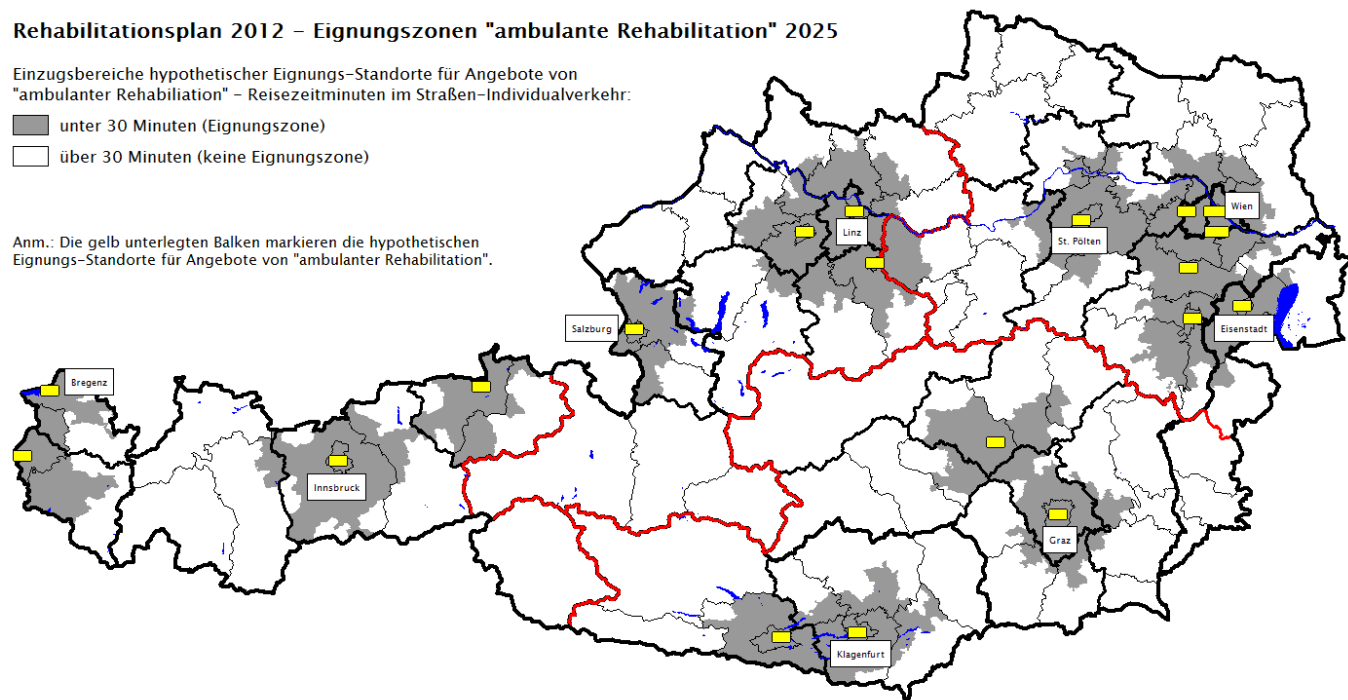 Rehabilitationsplan 2012 – Eignungszonen "ambulante Rehabilitation" 2025
Einzugsbereiche hypothetischer Eignungs-Standorte für Angebote von
"ambulanter Rehabiliation" – Reisezeitminuten im Straßen-Individualverkehr:
unter 30 Minuten (Eignungszone)
über 30 Minuten (keine Eignungszone)
Anm.: Die gelb unterlegten Balken markieren die hypothetischen
Eignungs-Standorte für Angebote von "ambulanter Rehabilitation".
Wien
Linz
St. Pölten
Salzburg
Eisenstadt
Bregenz
Innsbruck
Graz
Klagenfurt